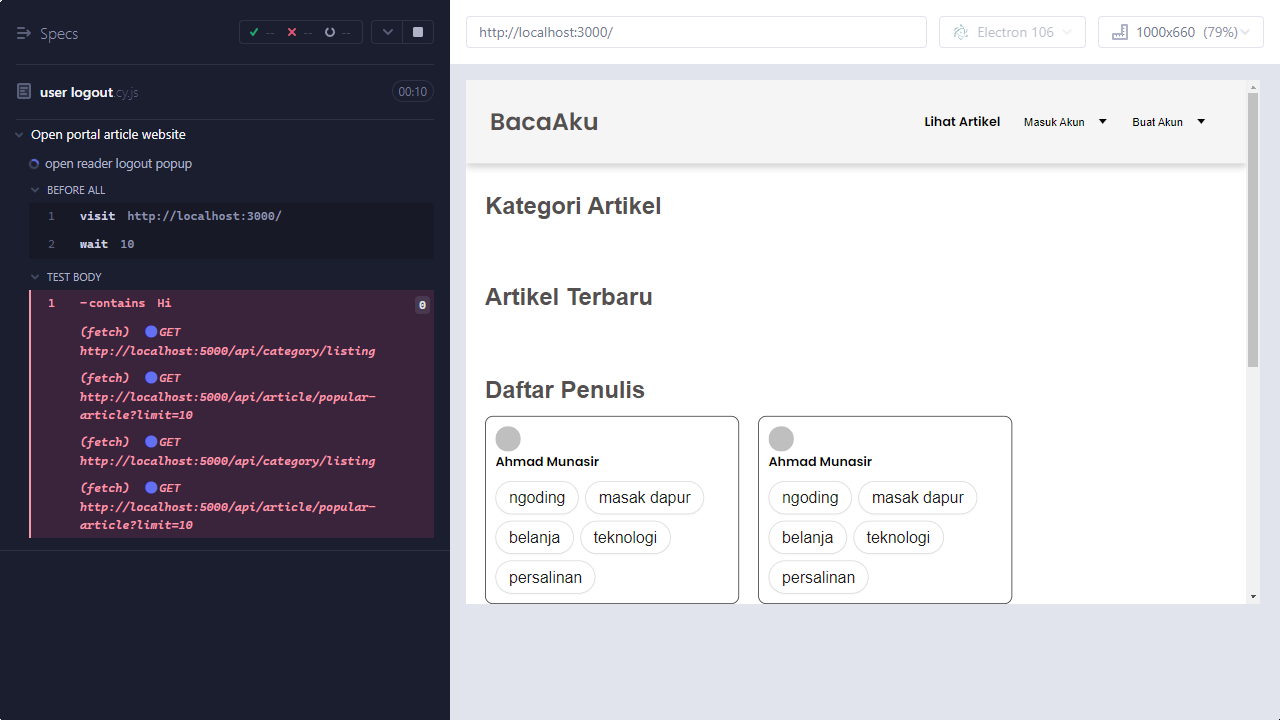 Specs
-- -- --
user logout.cy.js 00:10
Open portal article website
open reader logout popup
BEFORE ALL
1 visit http://localhost:3000/
2 wait 10
TEST BODY
1 -contains Hi 0
(fetch) GET
http://localhost:5000/api/category/listing
(fetch) GET
http://localhost:5000/api/article/popular-
article?limit=10
(fetch) GET
http://localhost:5000/api/category/listing
(fetch) GET
http://localhost:5000/api/article/popular-
article?limit=10
http://localhost:3000/ Electron 106 1000x660 (79%)
BacaAku Lihat Artikel Masuk Akun Buat Akun
Kategori Artikel
Artikel Terbaru
Daftar Penulis
Ahmad Munasir
ngoding masak dapur
belanja teknologi
persalinan
Ahmad Munasir
ngoding masak dapur
belanja teknologi
persalinan